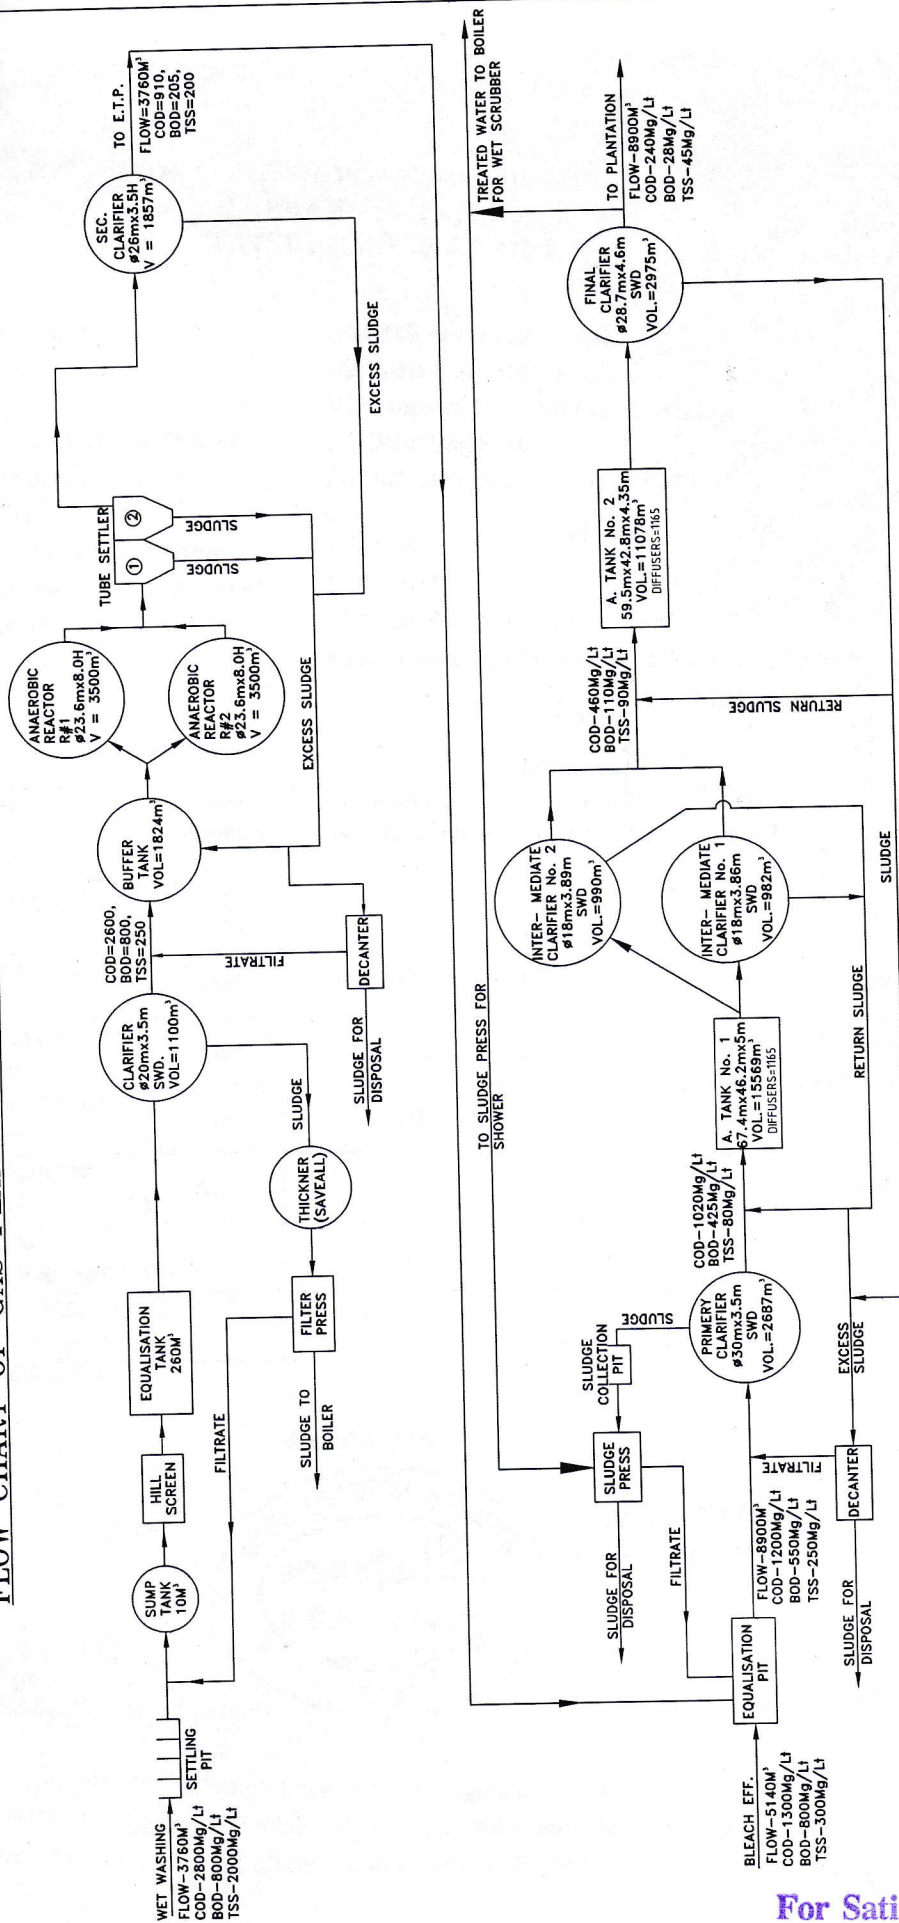 WET WASHING
FLOW-3760M³
COD-2800Mg/Lt
BOD-800Mg/Lt
TSS-2000Mg/Lt
SETTLING
PIT
SUMP
TANK
10M³
HILL
SCREEN
EQUALISATION
TANK
260M³
FILTRATE
SLUDGE TO
BOILER
FILTER
PRESS
THICKNER
(SAVEALL)
SLUDGE
CLARIFIER
ø20mx3.5m
SWD.
VOL=1100m³
COD=2600,
BOD=800,
TSS=250
FILTRATE
DECANTER
SLUDGE FOR
DISPOSAL
BUFFER
TANK
VOL=1824m³
ANAEROBIC
REACTOR
R#1
ø23.6mx8.0H
V = 3500m³
ANAEROBIC
REACTOR
R#2
ø23.6mx8.0H
V = 3500m³
EXCESS SLUDGE
TUBE SETTLER
1
2
SLUDGE
SLUDGE
EXCESS SLUDGE
SEC.
CLARIFIER
ø26mx3.5H
V = 1857m³
TO E.T.P.
FLOW=3760M³
COD=910,
BOD=205,
TSS=200
BLEACH EFF.
FLOW-5140M³
COD-1300Mg/Lt
BOD-800Mg/Lt
TSS-300Mg/Lt
EQUALISATION
PIT
FLOW-8900M³
COD-1200Mg/Lt
BOD-550Mg/Lt
TSS-250Mg/Lt
FILTRATE
SLUDGE FOR
DISPOSAL
SLUDGE
PRESS
SLUDGE
COLLECTION
PIT
SLUDGE
TO SLUDGE PRESS FOR
SHOWER
PRIMERY
CLARIFIER
ø30mx3.5m
SWD
VOL.=2687m³
FILTRATE
DECANTER
SLUDGE FOR
DISPOSAL
EXCESS
SLUDGE
COD-1020Mg/Lt
BOD-425Mg/Lt
TSS-80Mg/Lt
A. TANK No. 1
67.4mx46.2mx5m
VOL.=15569m³
DIFFUSERS=1165
RETURN SLUDGE
INTER- MEDIATE
CLARIFIER No. 2
ø18mx3.89m
SWD
VOL.=990m³
INTER- MEDIATE
CLARIFIER No. 1
ø18mx3.86m
SWD
VOL.=982m³
SLUDGE
COD-460Mg/Lt
BOD-110Mg/Lt
TSS-90Mg/Lt
RETURN SLUDGE
A. TANK No. 2
59.5mx42.8mx4.35m
VOL.=11078m³
DIFFUSERS=1165
FINAL
CLARIFIER
ø28.7mx4.6m
SWD
VOL.=2975m³
TREATED WATER TO BOILER
FOR WET SCRUBBER
TO PLANTATION
FLOW-8900M³
COD-240Mg/Lt
BOD-28Mg/Lt
TSS-45Mg/Lt
For Sati